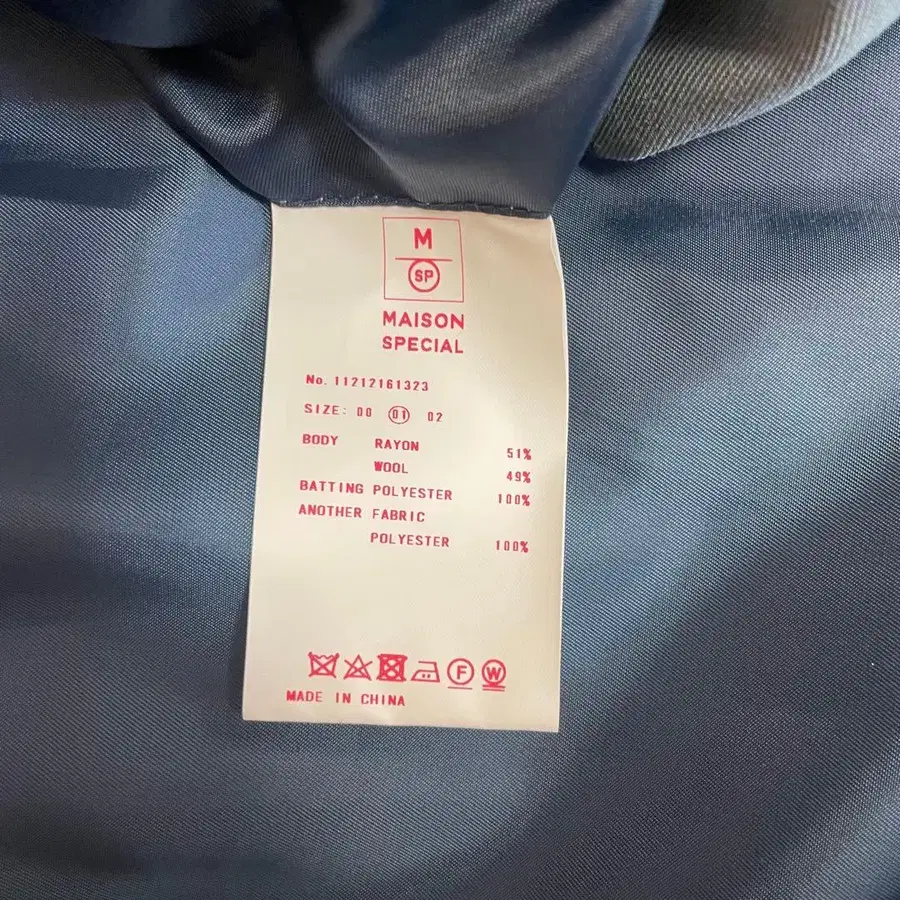 M
SP
MAISON
SPECIAL
No. 11212161323
SIZE: 00 01 02
BODY RAYON 51%
WOOL 49%
BATTING POLYESTER 100%
ANOTHER FABRIC
POLYESTER 100%
F W
MADE IN CHINA